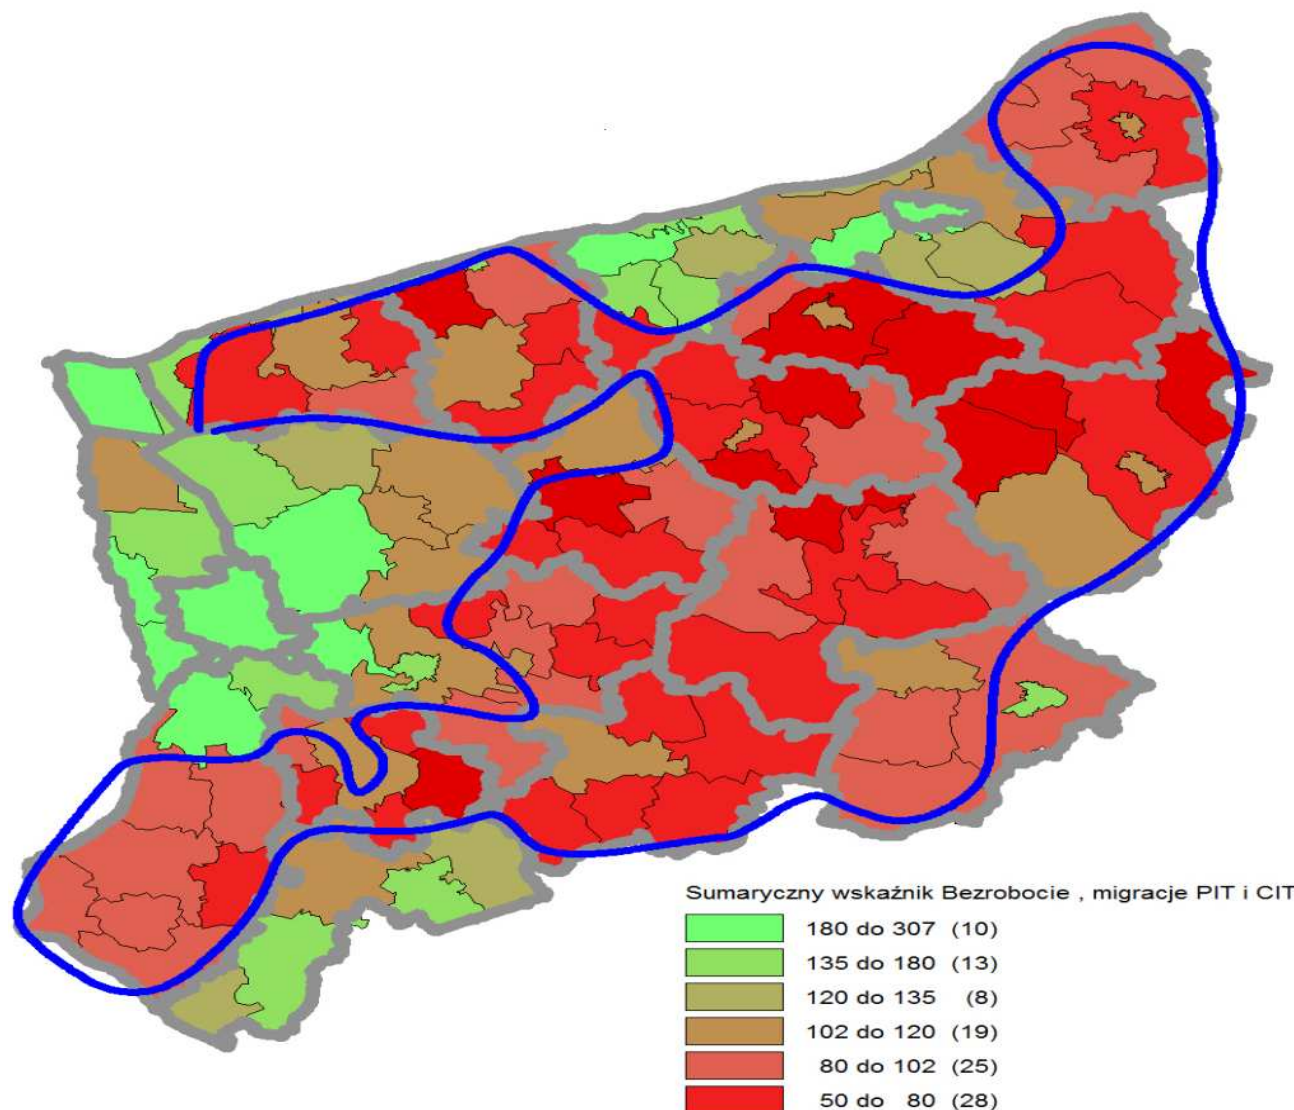 Sumaryczny wskaźnik Bezrobocie , migracje PIT i CIT
180 do 307 (10)
135 do 180 (13)
120 do 135 (8)
102 do 120 (19)
80 do 102 (25)
50 do 80 (28)